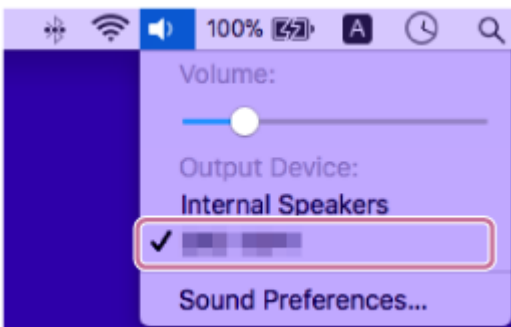 100% A
Volume:
Output Device:
Internal Speakers
Sound Preferences...